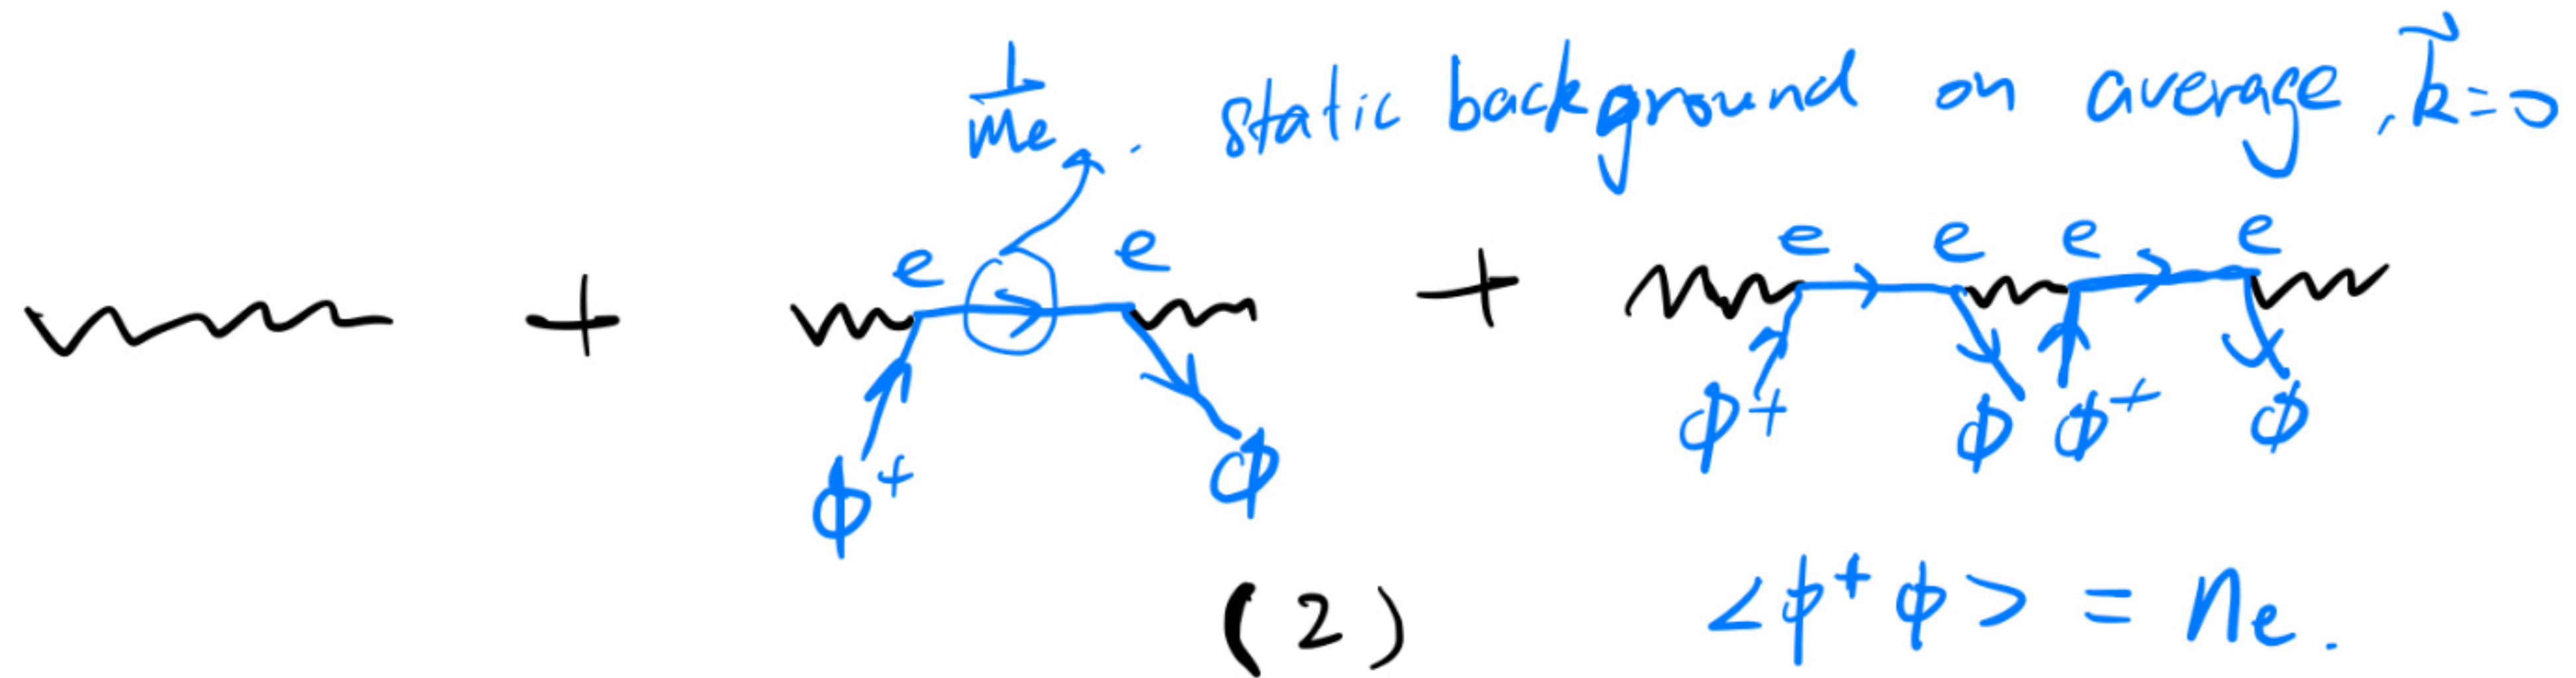 1/me . static background on average, k⃗=0
e e e e e e
+ +
ϕ+ ϕ ϕ+ ϕ ϕ+ ϕ
(2) <ϕ+ϕ> = ne.